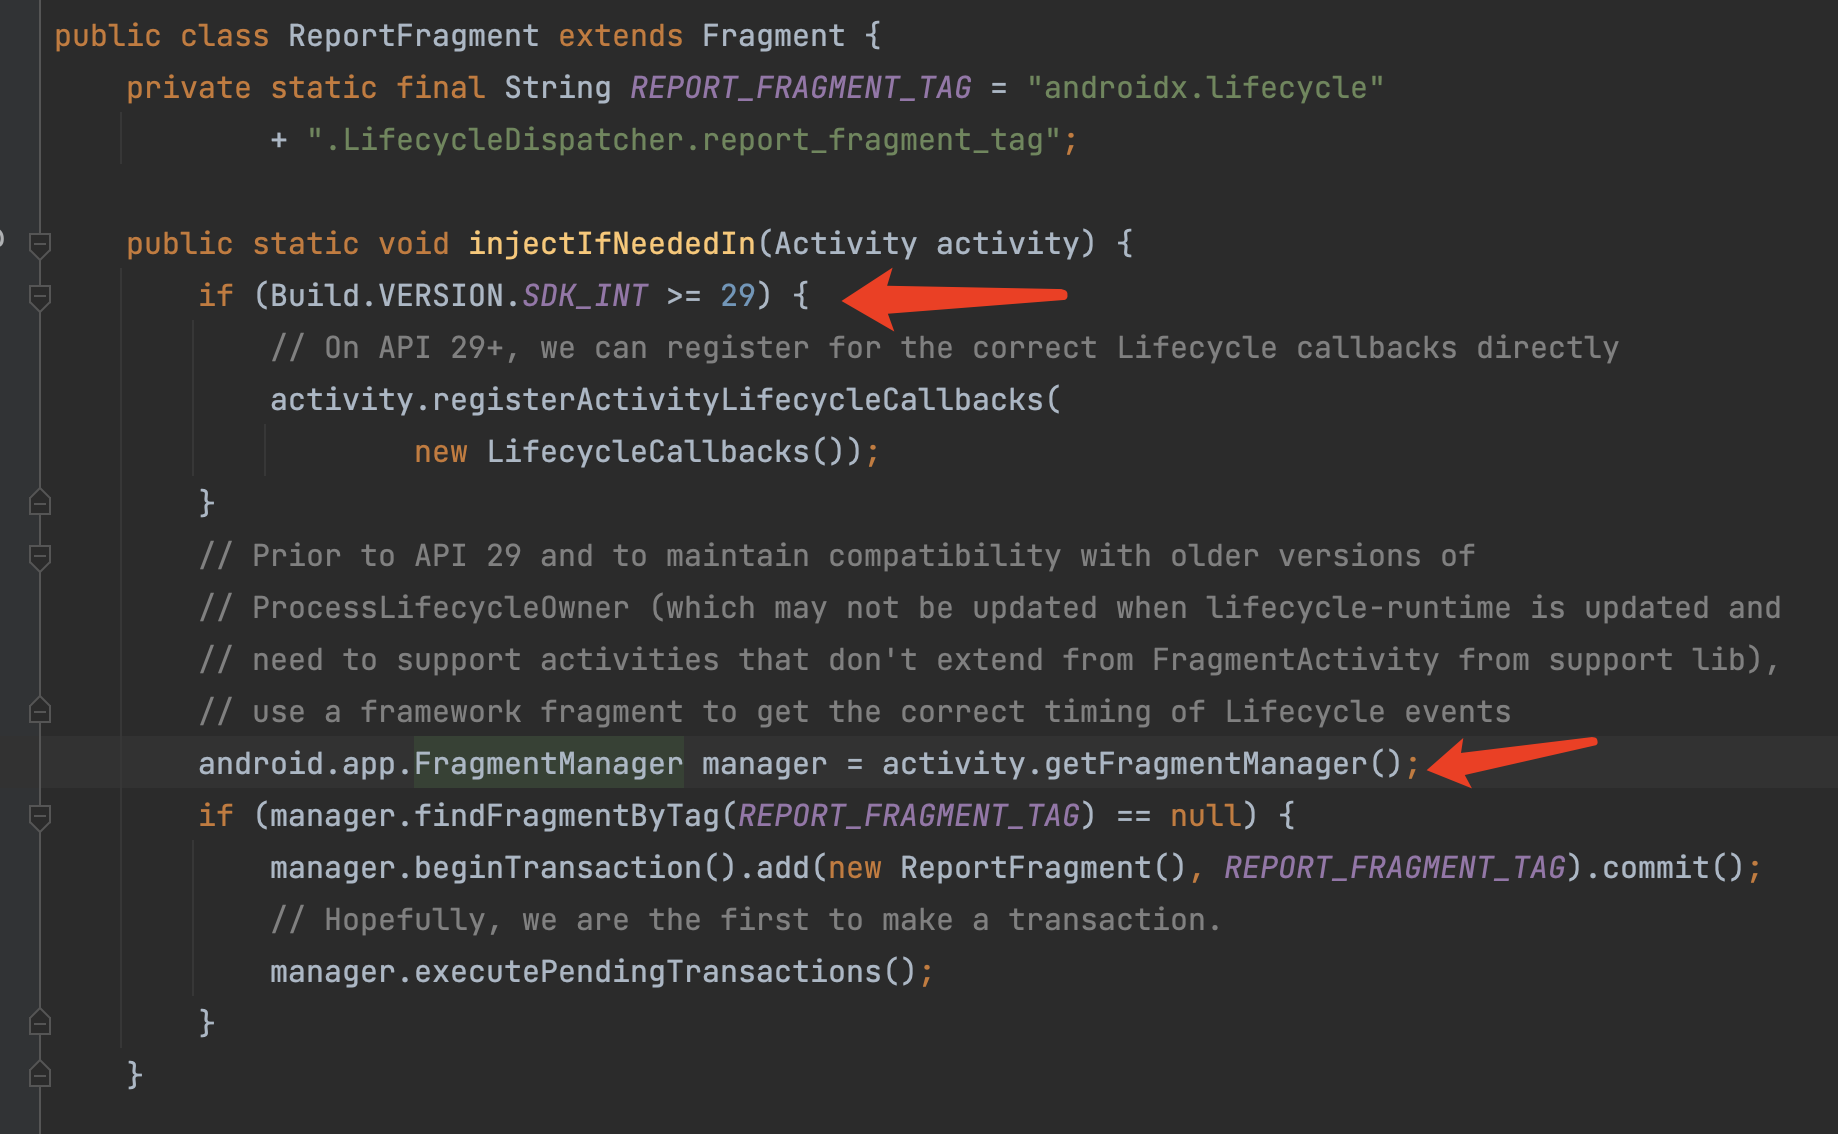 public class ReportFragment extends Fragment {
    private static final String REPORT_FRAGMENT_TAG = "androidx.lifecycle"
            + ".LifecycleDispatcher.report_fragment_tag";
    public static void injectIfNeededIn(Activity activity) {
        if (Build.VERSION.SDK_INT >= 29) {
            // On API 29+, we can register for the correct Lifecycle callbacks directly
            activity.registerActivityLifecycleCallbacks(
                    new LifecycleCallbacks());
        }
        // Prior to API 29 and to maintain compatibility with older versions of
        // ProcessLifecycleOwner (which may not be updated when lifecycle-runtime is updated and
        // need to support activities that don't extend from FragmentActivity from support lib),
        // use a framework fragment to get the correct timing of Lifecycle events
        android.app.FragmentManager manager = activity.getFragmentManager();
        if (manager.findFragmentByTag(REPORT_FRAGMENT_TAG) == null) {
            manager.beginTransaction().add(new ReportFragment(), REPORT_FRAGMENT_TAG).commit();
            // Hopefully, we are the first to make a transaction.
            manager.executePendingTransactions();
        }
    }